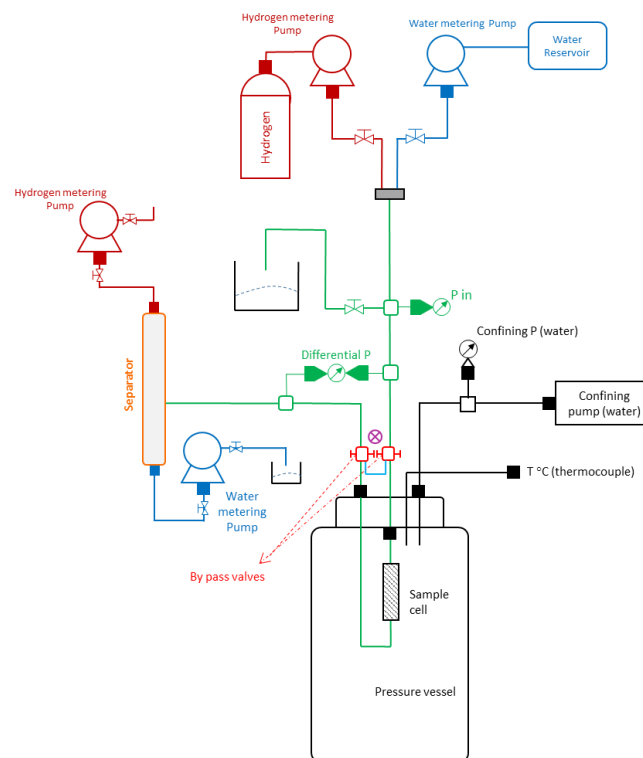 Hydrogen metering
Pump
Water metering Pump
Water
Reservoir
Hydrogen
Hydrogen metering
Pump
P in
Confining P (water)
Differential P
Separator
Confining
pump (water)
T °C (thermocouple)
Water
metering
Pump
By pass valves
Sample
cell
Pressure vessel